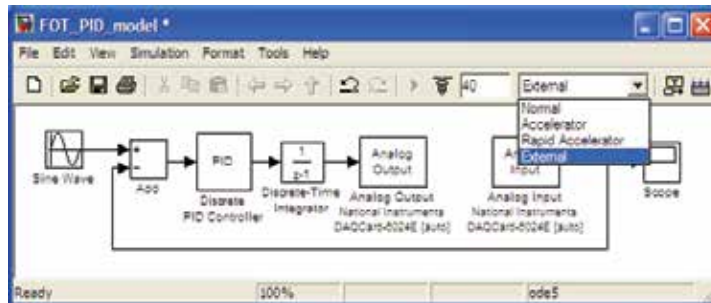 FOT_PID_model *
File Edit View Simulation Format Tools Help
40 External
Normal
Accelerator
Rapid Accelerator
External
Sine Wave
Add
PID
Discrete
PID Controller
1
z-1
Discrete-Time
Integrator
Analog
Output
Analog Output
National Instruments
DAQCard-6024E [auto]
Input
Analog Input
National Instruments
DAQCard-6024E [auto]
Scope
Ready 100% ode5